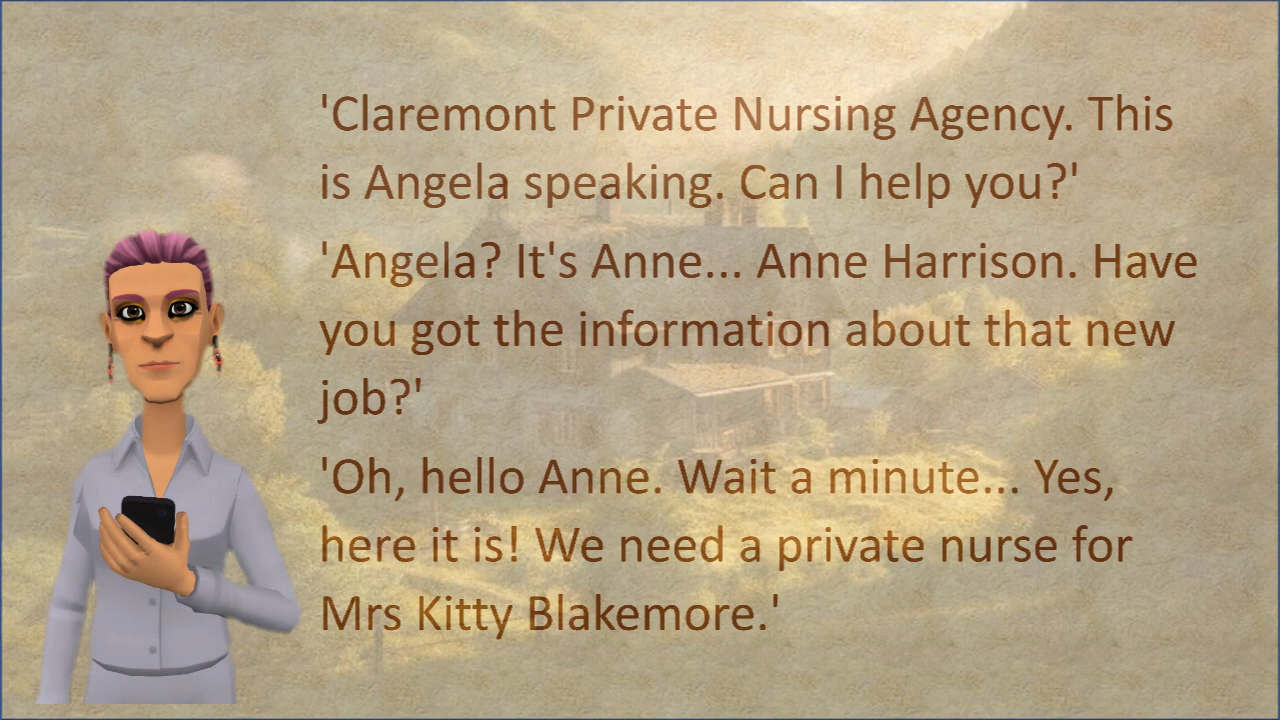 'Claremont Private Nursing Agency. This
is Angela speaking. Can I help you?'
'Angela? It's Anne... Anne Harrison. Have
you got the information about that new
job?'
'Oh, hello Anne. Wait a minute... Yes,
here it is! We need a private nurse for
Mrs Kitty Blakemore.'